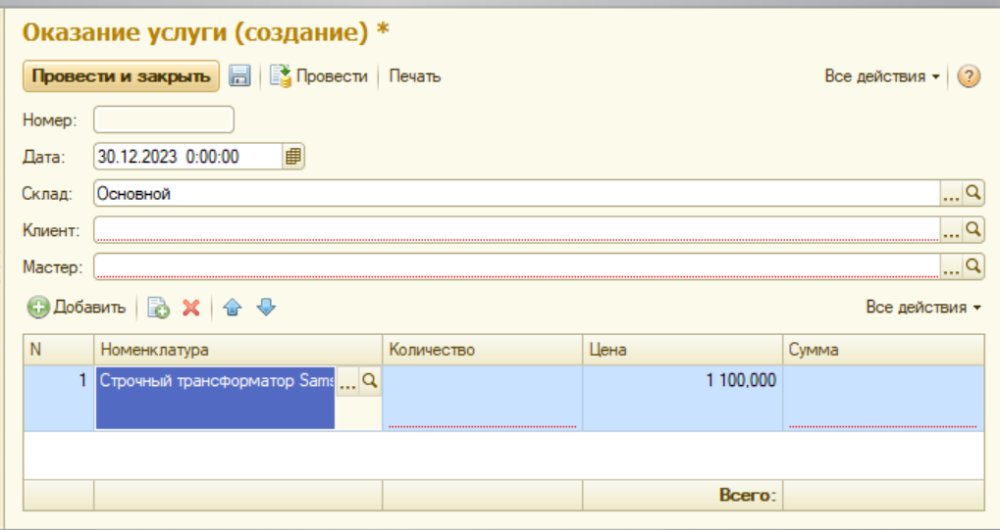 Оказание услуги (создание) *
Провести и закрыть Провести Печать Все действия ?
Номер:
Дата: 30.12.2023 0:00:00
Склад: Основной ...
Клиент: ...
Мастер: ...
Добавить Все действия
N Номенклатура Количество Цена Сумма
1 Строчный трансформатор Sams ... 1 100,000
Всего: